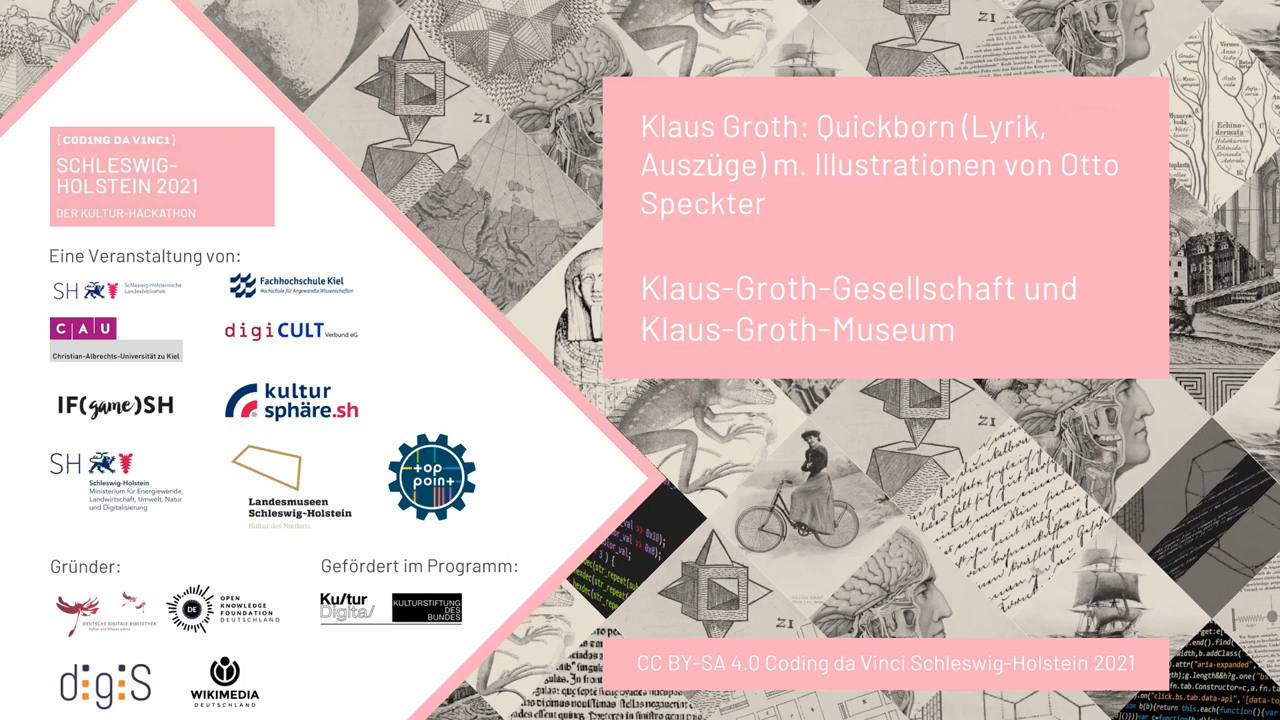 {COD1NG DA V1NC1}
SCHLESWIG-
HOLSTEIN 2021
DER KULTUR-HACKATHON
Eine Veranstaltung von:
SH
Schleswig-Holsteinische
Landesbibliothek
Fachhochschule Kiel
Hochschule für Angewandte Wissenschaften
C|A|U
Christian-Albrechts-Universität zu Kiel
digiCULT Verbund eG
IF(game)SH
kultur
sphäre.sh
SH
Schleswig-Holstein
Ministerium für Energiewende,
Landwirtschaft, Umwelt, Natur
und Digitalisierung
Landesmuseen
Schleswig-Holstein
Kultur des Nordens
toppoint
Gründer:
DEUTSCHE DIGITALE BIBLIOTHEK
Kultur und Wissen online
DE
OPEN
KNOWLEDGE
FOUNDATION
DEUTSCHLAND
digiS
WIKIMEDIA
DEUTSCHLAND
Gefördert im Programm:
Kultur
Digital
KULTURSTIFTUNG
DES
BUNDES
Klaus Groth: Quickborn (Lyrik,
Auszüge) m. Illustrationen von Otto
Speckter
Klaus-Groth-Gesellschaft und
Klaus-Groth-Museum
CC BY-SA 4.0 Coding da Vinci Schleswig-Holstein 2021